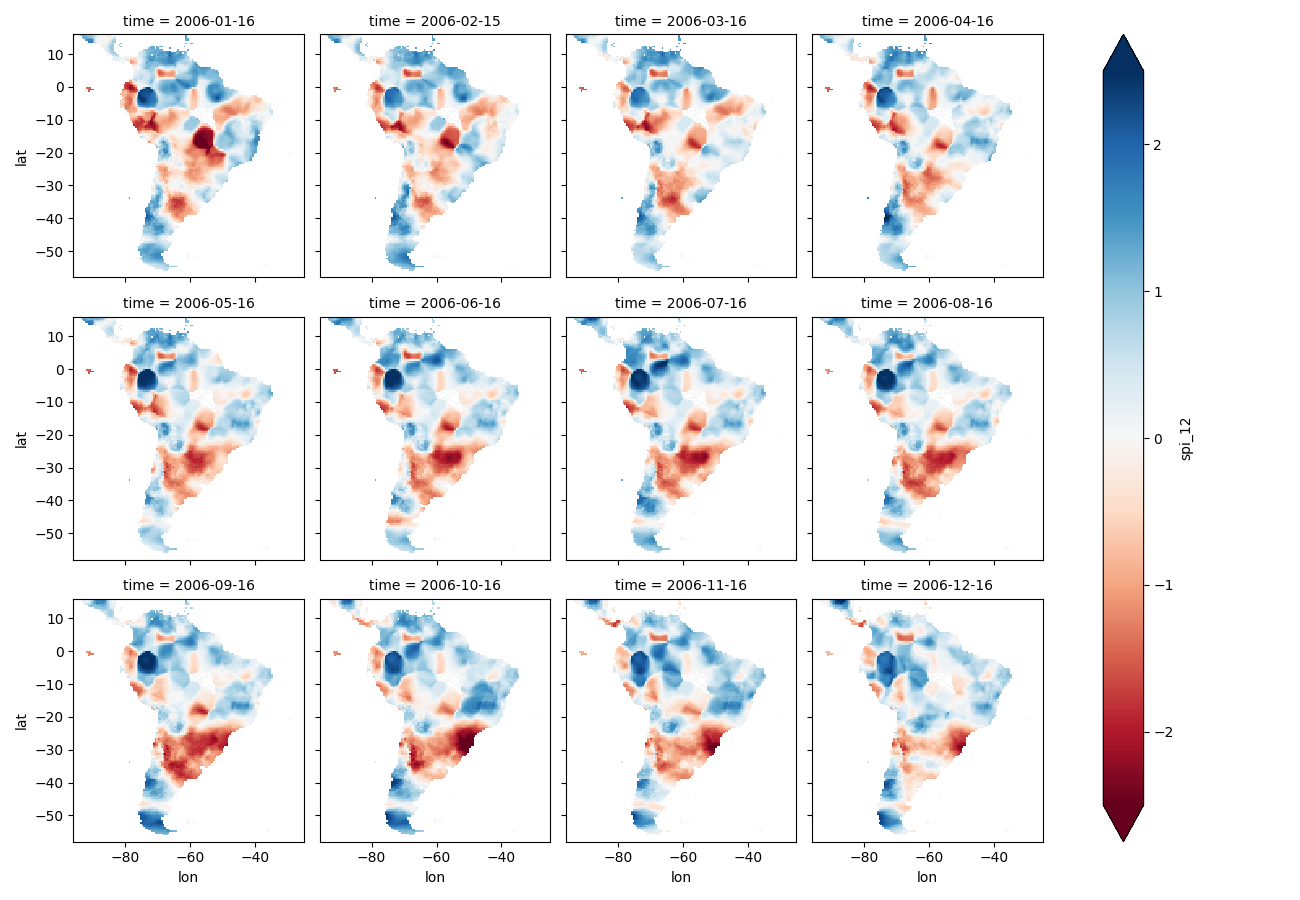 time = 2006-01-16
time = 2006-02-15
time = 2006-03-16
time = 2006-04-16
10
0
−10
−20
−30
−40
−50
lat
time = 2006-05-16
time = 2006-06-16
time = 2006-07-16
time = 2006-08-16
10
0
−10
−20
−30
−40
−50
lat
time = 2006-09-16
time = 2006-10-16
time = 2006-11-16
time = 2006-12-16
10
0
−10
−20
−30
−40
−50
lat
−80 −60 −40
lon
−80 −60 −40
lon
−80 −60 −40
lon
−80 −60 −40
lon
2
1
0
−1
−2
spi_12